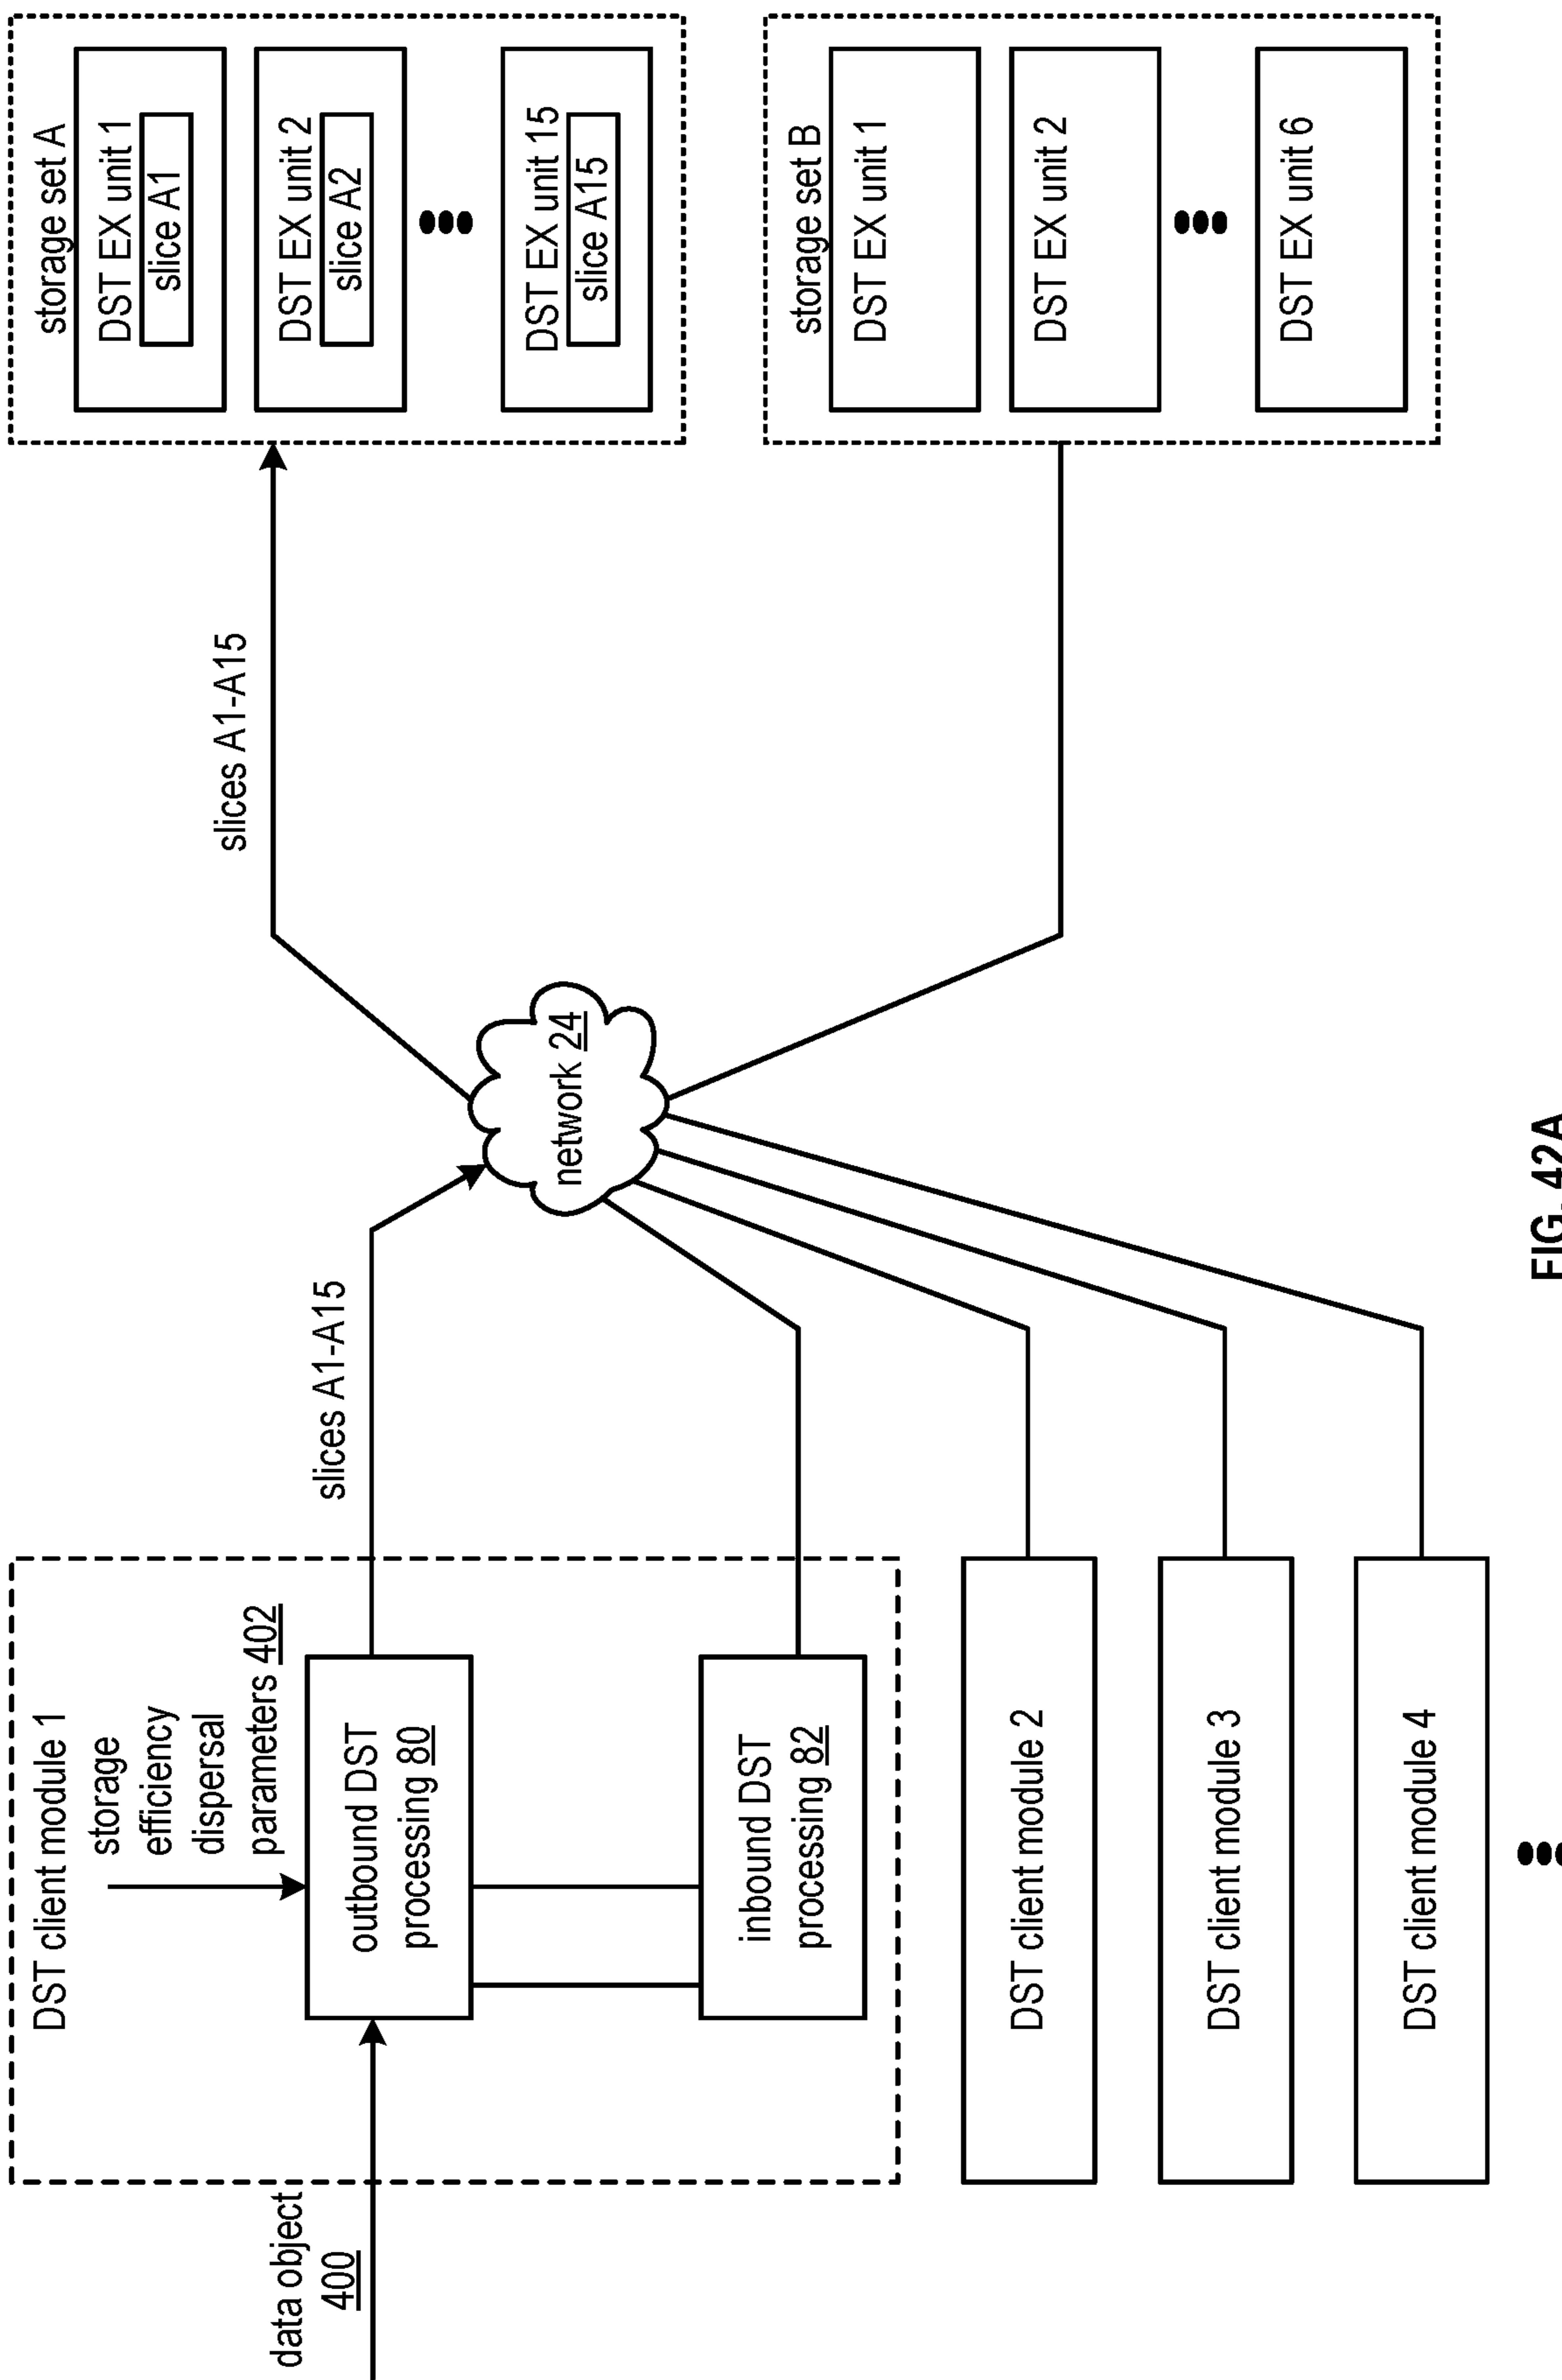 DST client module 1
storage
efficiency
dispersal
parameters 402
data object
400
outbound DST
processing 80
inbound DST
processing 82
DST client module 2
DST client module 3
DST client module 4
slices A1-A15
network 24
slices A1-A15
storage set A
DST EX unit 1
slice A1
DST EX unit 2
slice A2
DST EX unit 15
slice A15
storage set B
DST EX unit 1
DST EX unit 2
DST EX unit 6
FIG. 42A